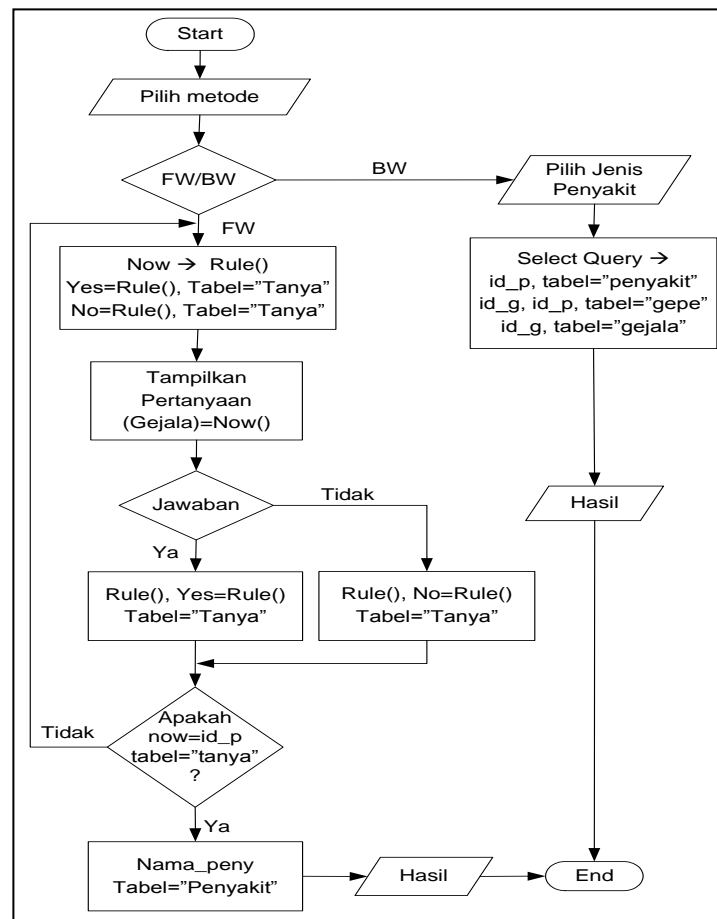 Start
Pilih metode
FW/BW
BW
Pilih Jenis
Penyakit
FW
Now → Rule()
Yes=Rule(), Tabel=”Tanya”
No=Rule(), Tabel=”Tanya”
Select Query →
id_p, tabel=”penyakit”
id_g, id_p, tabel=”gepe”
id_g, tabel=”gejala”
Tampilkan
Pertanyaan
(Gejala)=Now()
Jawaban
Tidak
Ya
Hasil
Rule(), Yes=Rule()
Tabel=”Tanya”
Rule(), No=Rule()
Tabel=”Tanya”
Apakah
now=id_p
tabel=”tanya”
?
Tidak
Ya
Nama_peny
Tabel=”Penyakit”
Hasil
End